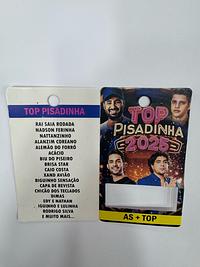 TOP PISADINHA
RAI SAIA RODADA
NADSON FERINHA
NATTANZINHO
ALANZIM COREANO
ALEMÃO DO FORRÓ
ACÁCIO
BIU DO PISEIRO
BRISA STAR
CAIO COSTA
XAND AVIÃO
BIGUINHO SENSAÇÃO
CAPA DE REVISTA
CHICÃO DOS TECLADOS
DIMAS
EDY E NATHAN
IGUINHO E LULINHA
RODRIGO SILVA
E MUITO MAIS...
TOP
PISADINHA
2025
AS + TOP